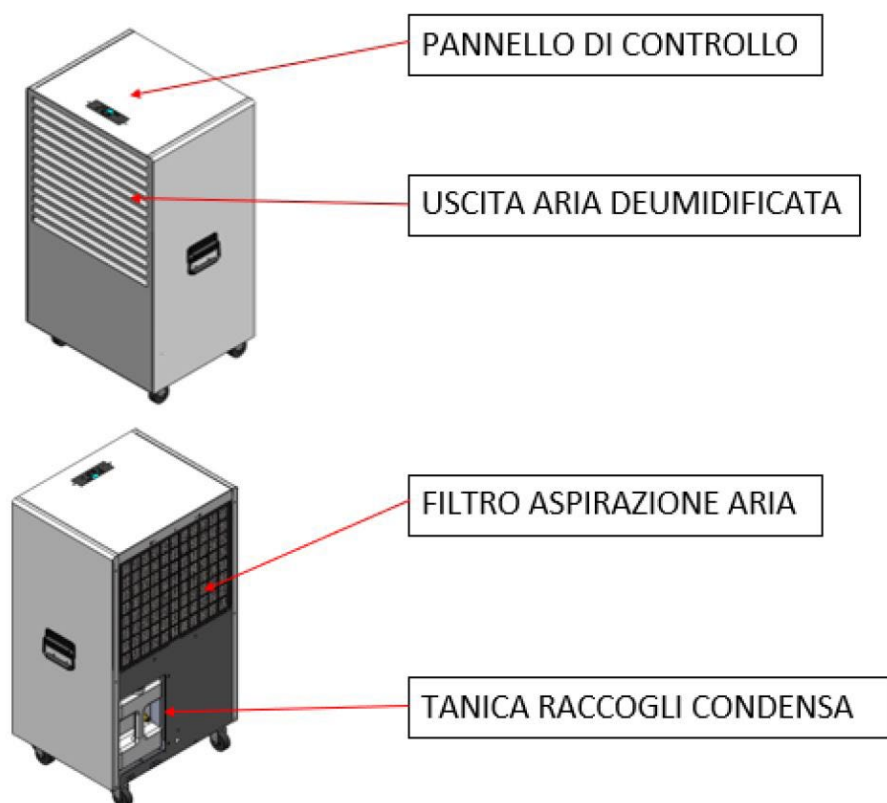 PANNELLO DI CONTROLLO
USCITA ARIA DEUMIDIFICATA
FILTRO ASPIRAZIONE ARIA
TANICA RACCOGLI CONDENSA